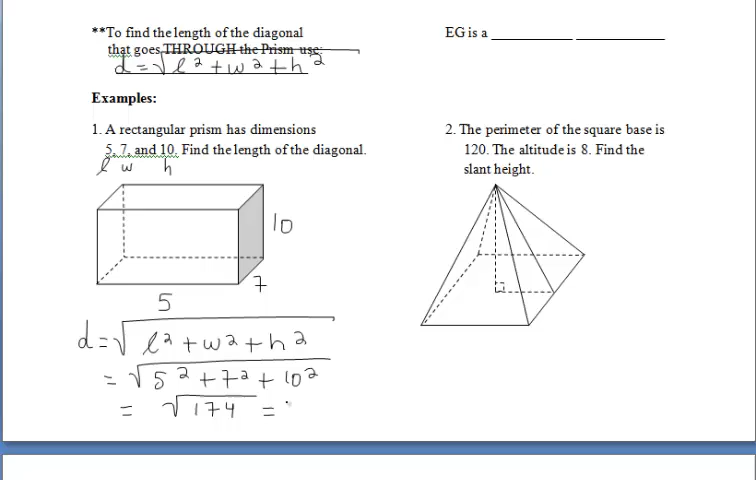 **To find the length of the diagonal
that goes THROUGH the Prism use:
d = √l² + w² + h²
EG is a ____________ ____________
Examples:
1. A rectangular prism has dimensions
5, 7, and 10. Find the length of the diagonal.
l w h
10
7
5
d = √l² + w² + h²
= √5² + 7² + 10²
= √174 =
2. The perimeter of the square base is
120. The altitude is 8. Find the
slant height.